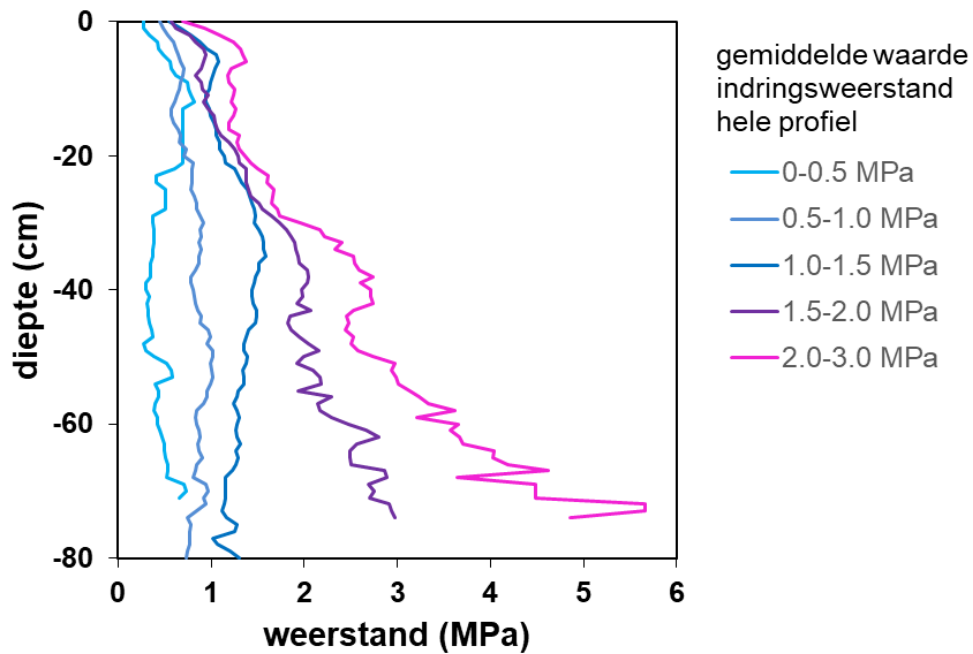 0
-20
-40
-60
-80
diepte (cm)
0 1 2 3 4 5 6
weerstand (MPa)
gemiddelde waarde
indringsweerstand
hele profiel
0-0.5 MPa
0.5-1.0 MPa
1.0-1.5 MPa
1.5-2.0 MPa
2.0-3.0 MPa